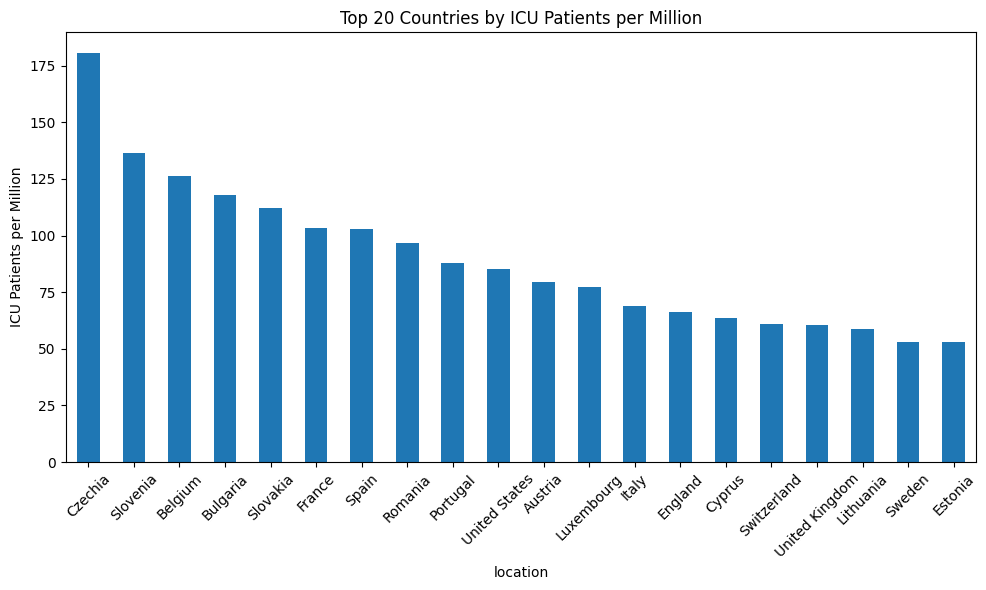 Top 20 Countries by ICU Patients per Million
ICU Patients per Million
175
150
125
100
75
50
25
0
Czechia
Slovenia
Belgium
Bulgaria
Slovakia
France
Spain
Romania
Portugal
United States
Austria
Luxembourg
Italy
England
Cyprus
Switzerland
United Kingdom
Lithuania
Sweden
Estonia
location